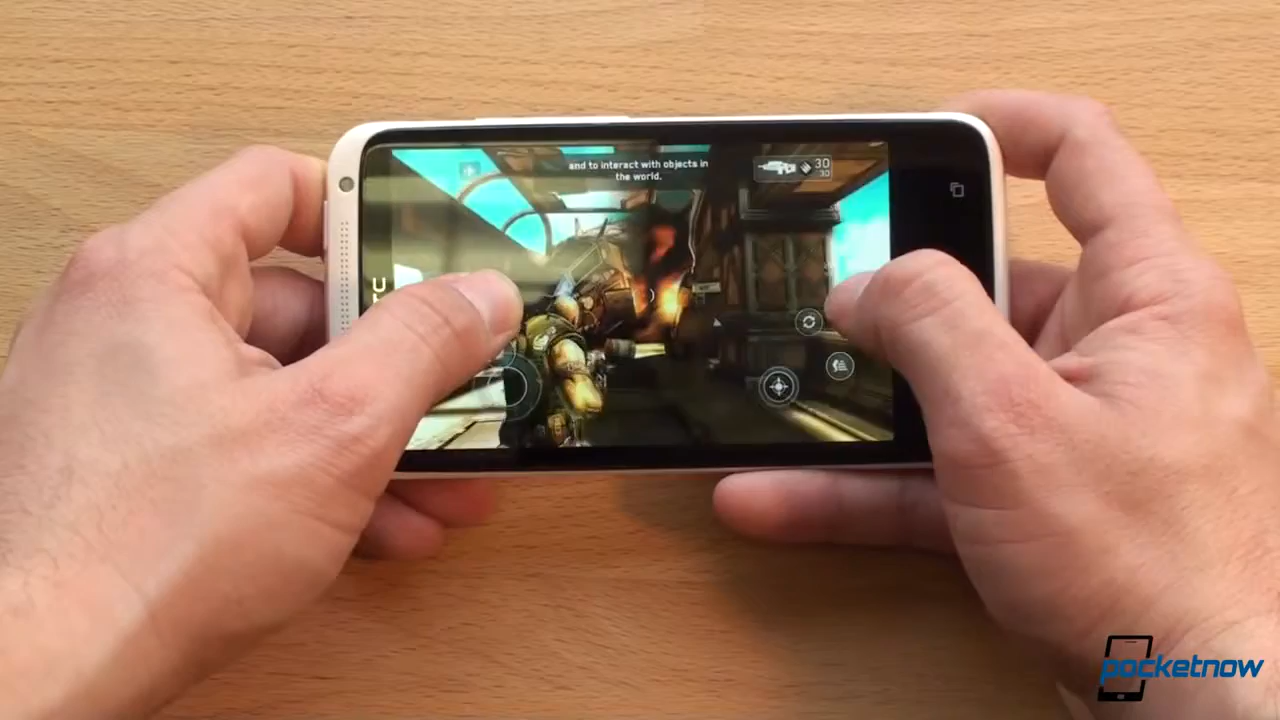 and to interact with objects in
the world.
30
30
pocketnow